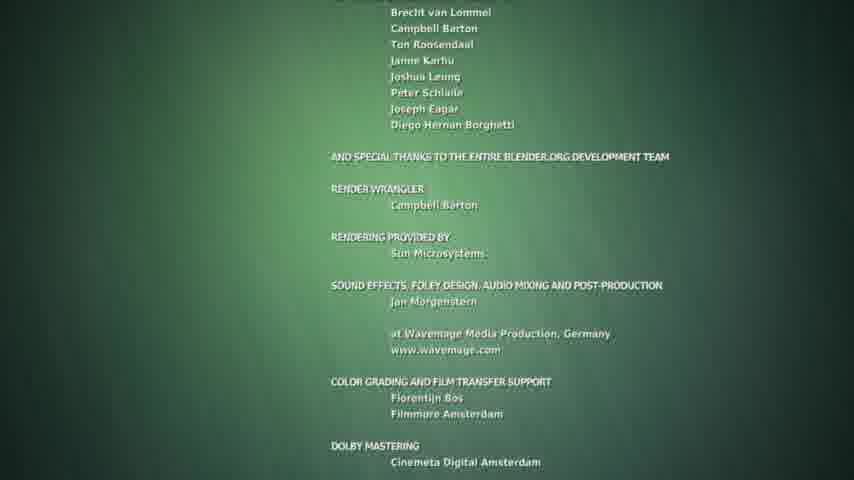 Brecht van Lommel
Campbell Barton
Ton Roosendaal
Janne Karhu
Joshua Leung
Peter Schlaile
Joseph Eagar
Diego Hernan Borghetti
AND SPECIAL THANKS TO THE ENTIRE BLENDER.ORG DEVELOPMENT TEAM
RENDER WRANGLER
Campbell Barton
RENDERING PROVIDED BY
Sun Microsystems
SOUND EFFECTS, FOLEY DESIGN, AUDIO MIXING AND POST-PRODUCTION
Jan Morgenstern
at Wavemage Media Production, Germany
www.wavemage.com
COLOR GRADING AND FILM TRANSFER SUPPORT
Florentijn Bos
Filmmore Amsterdam
DOLBY MASTERING
Cinemeta Digital Amsterdam